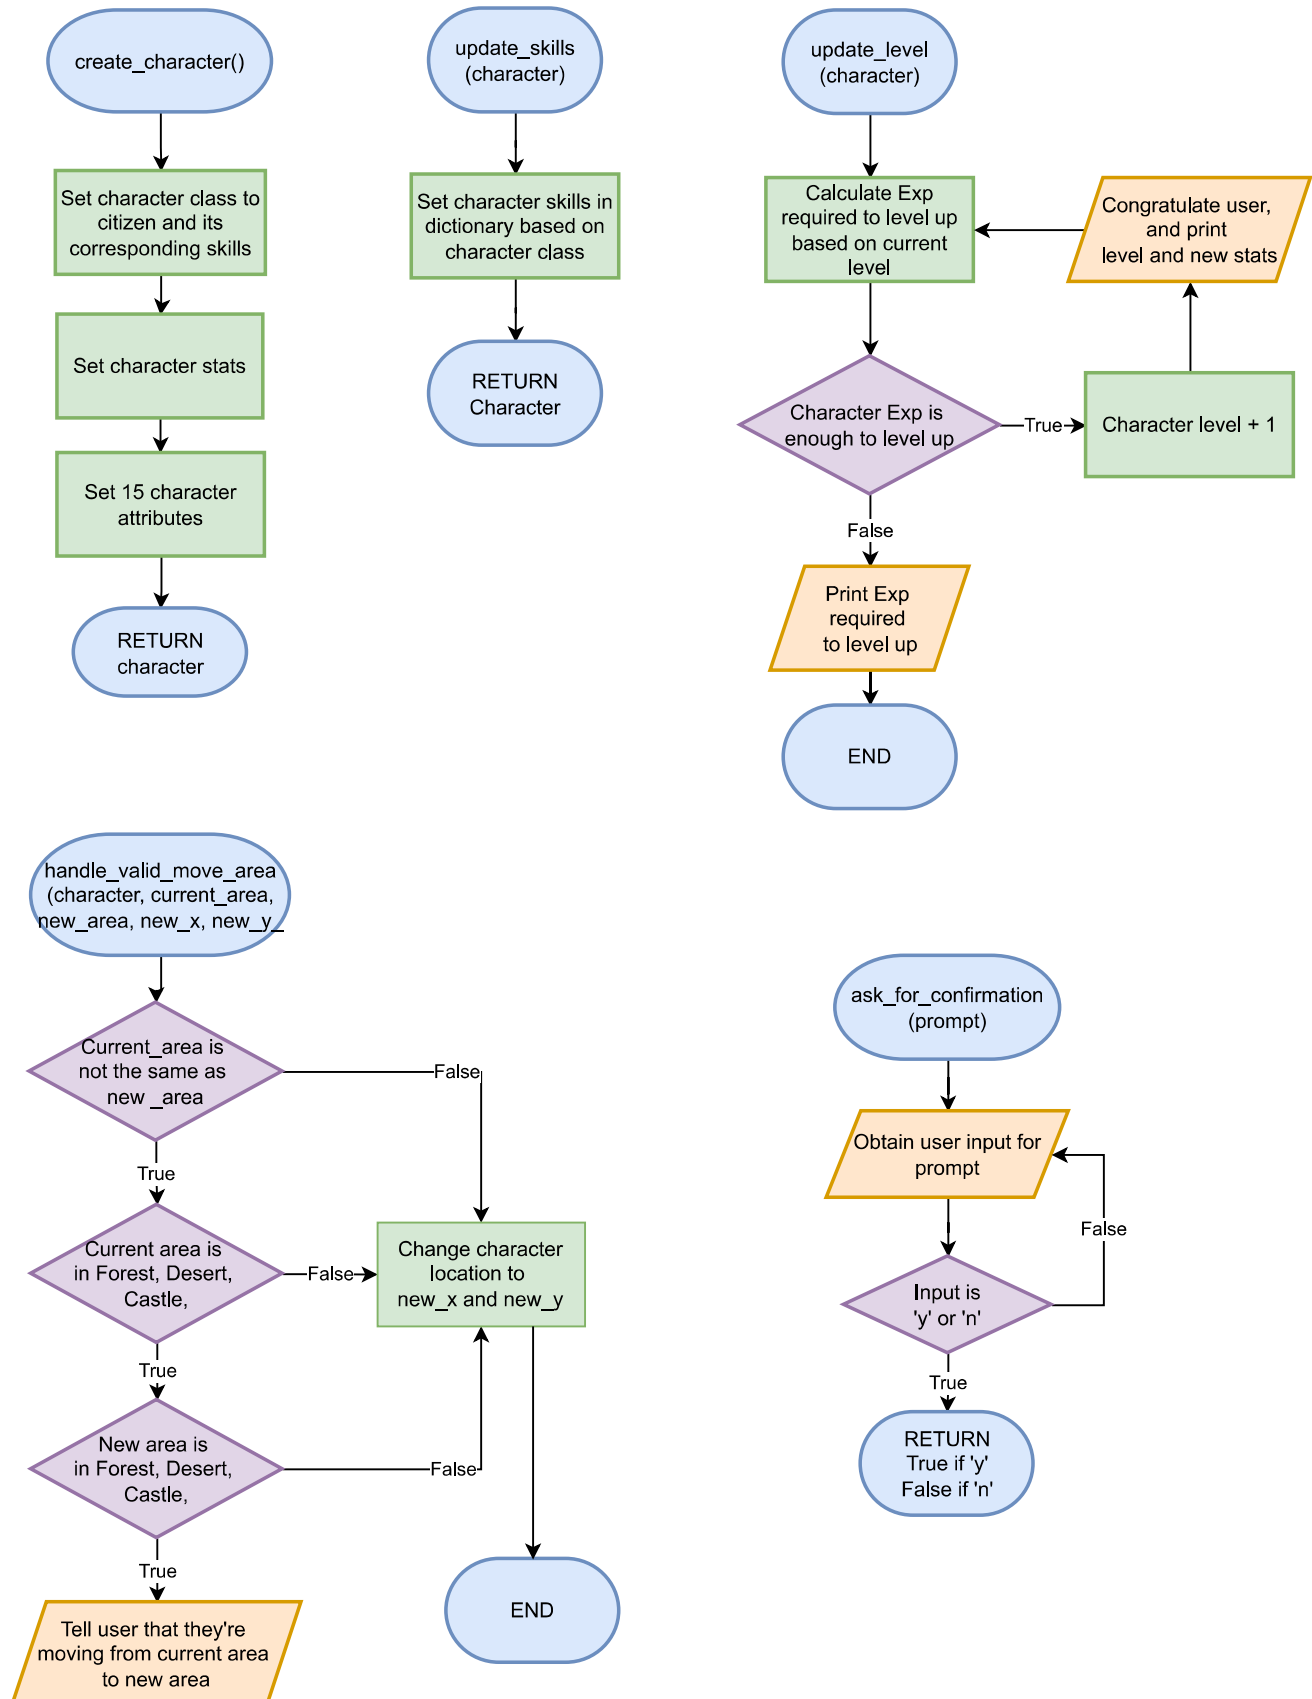 create_character()
Set character class to
citizen and its
corresponding skills
Set character stats
Set 15 character
attributes
RETURN
character
update_skills
(character)
Set character skills in
dictionary based on
character class
RETURN
Character
update_level
(character)
Calculate Exp
required to level up
based on current
level
Congratulate user,
and print
level and new stats
Character Exp is
enough to level up
True
Character level + 1
False
Print Exp
required
to level up
END
handle_valid_move_area
(character, current_area,
new_area, new_x, new_y_
Current_area is
not the same as
new _area
False
True
Current area is
in Forest, Desert,
Castle,
False
Change character
location to
new_x and new_y
True
New area is
in Forest, Desert,
Castle,
False
True
Tell user that they're
moving from current area
to new area
END
ask_for_confirmation
(prompt)
Obtain user input for
prompt
False
Input is
'y' or 'n'
True
RETURN
True if 'y'
False if 'n'